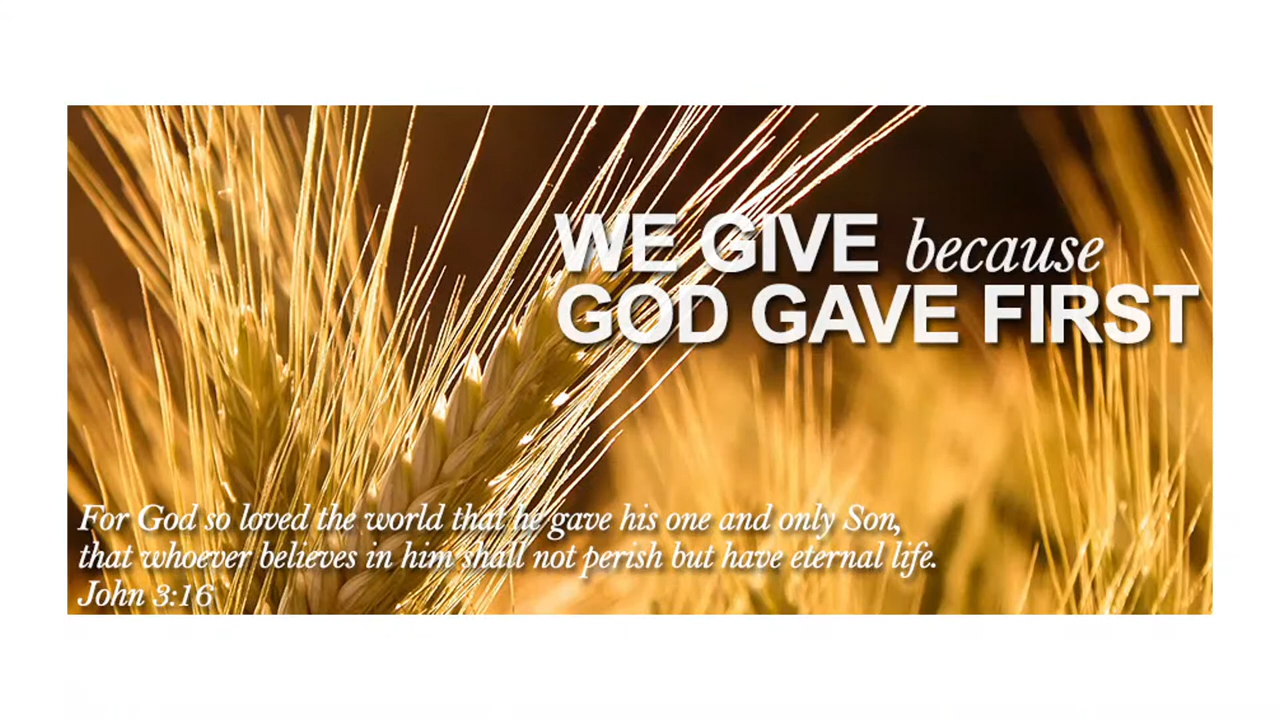 WE GIVE because
GOD GAVE FIRST
For God so loved the world that he gave his one and only Son,
that whoever believes in him shall not perish but have eternal life.
John 3:16